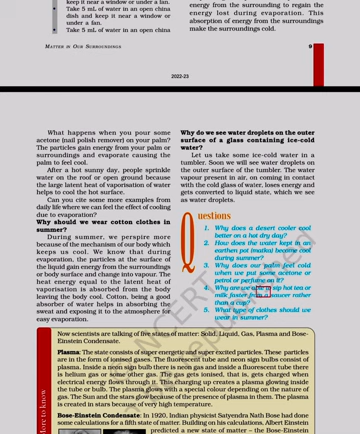 keep it near a window or under a fan.
Take 5 mL of water in an open china
dish and keep it near a window or
under a fan.
Take 5 mL of water in an open china
energy from the surrounding to regain the
energy lost during evaporation. This
absorption of energy from the surroundings
make the surroundings cold.
MATTER IN OUR SURROUNDINGS
9
2022-23
What happens when you pour some
acetone (nail polish remover) on your palm?
The particles gain energy from your palm or
surroundings and evaporate causing the
palm to feel cool.
After a hot sunny day, people sprinkle
water on the roof or open ground because
the large latent heat of vaporisation of water
helps to cool the hot surface.
Can you cite some more examples from
daily life where we can feel the effect of cooling
due to evaporation?
Why should we wear cotton clothes in
summer?
During summer, we perspire more
because of the mechanism of our body which
keeps us cool. We know that during
evaporation, the particles at the surface of
the liquid gain energy from the surroundings
or body surface and change into vapour. The
heat energy equal to the latent heat of
vaporisation is absorbed from the body
leaving the body cool. Cotton, being a good
absorber of water helps in absorbing the
sweat and exposing it to the atmosphere for
easy evaporation.
Why do we see water droplets on the outer
surface of a glass containing ice-cold
water?
Let us take some ice-cold water in a
tumbler. Soon we will see water droplets on
the outer surface of the tumbler. The water
vapour present in air, on coming in contact
with the cold glass of water, loses energy and
gets converted to liquid state, which we see
as water droplets.
Questions
1. Why does a desert cooler cool
better on a hot dry day?
2. How does the water kept in an
earthen pot (matka) become cool
during summer?
3. Why does our palm feel cold
when we put some acetone or
petrol or perfume on it?
4. Why are we able to sip hot tea or
milk faster from a saucer rather
than a cup?
5. What type of clothes should we
wear in summer?
More to know
Now scientists are talking of five states of matter: Solid, Liquid, Gas, Plasma and Bose-
Einstein Condensate.
Plasma: The state consists of super energetic and super excited particles. These particles
are in the form of ionised gases. The fluorescent tube and neon sign bulbs consist of
plasma. Inside a neon sign bulb there is neon gas and inside a fluorescent tube there
is helium gas or some other gas. The gas gets ionised, that is, gets charged when
electrical energy flows through it. This charging up creates a plasma glowing inside
the tube or bulb. The plasma glows with a special colour depending on the nature of
gas. The Sun and the stars glow because of the presence of plasma in them. The plasma
is created in stars because of very high temperature.
Bose-Einstein Condensate: In 1920, Indian physicist Satyendra Nath Bose had done
some calculations for a fifth state of matter. Building on his calculations, Albert Einstein
predicted a new state of matter – the Bose-Einstein